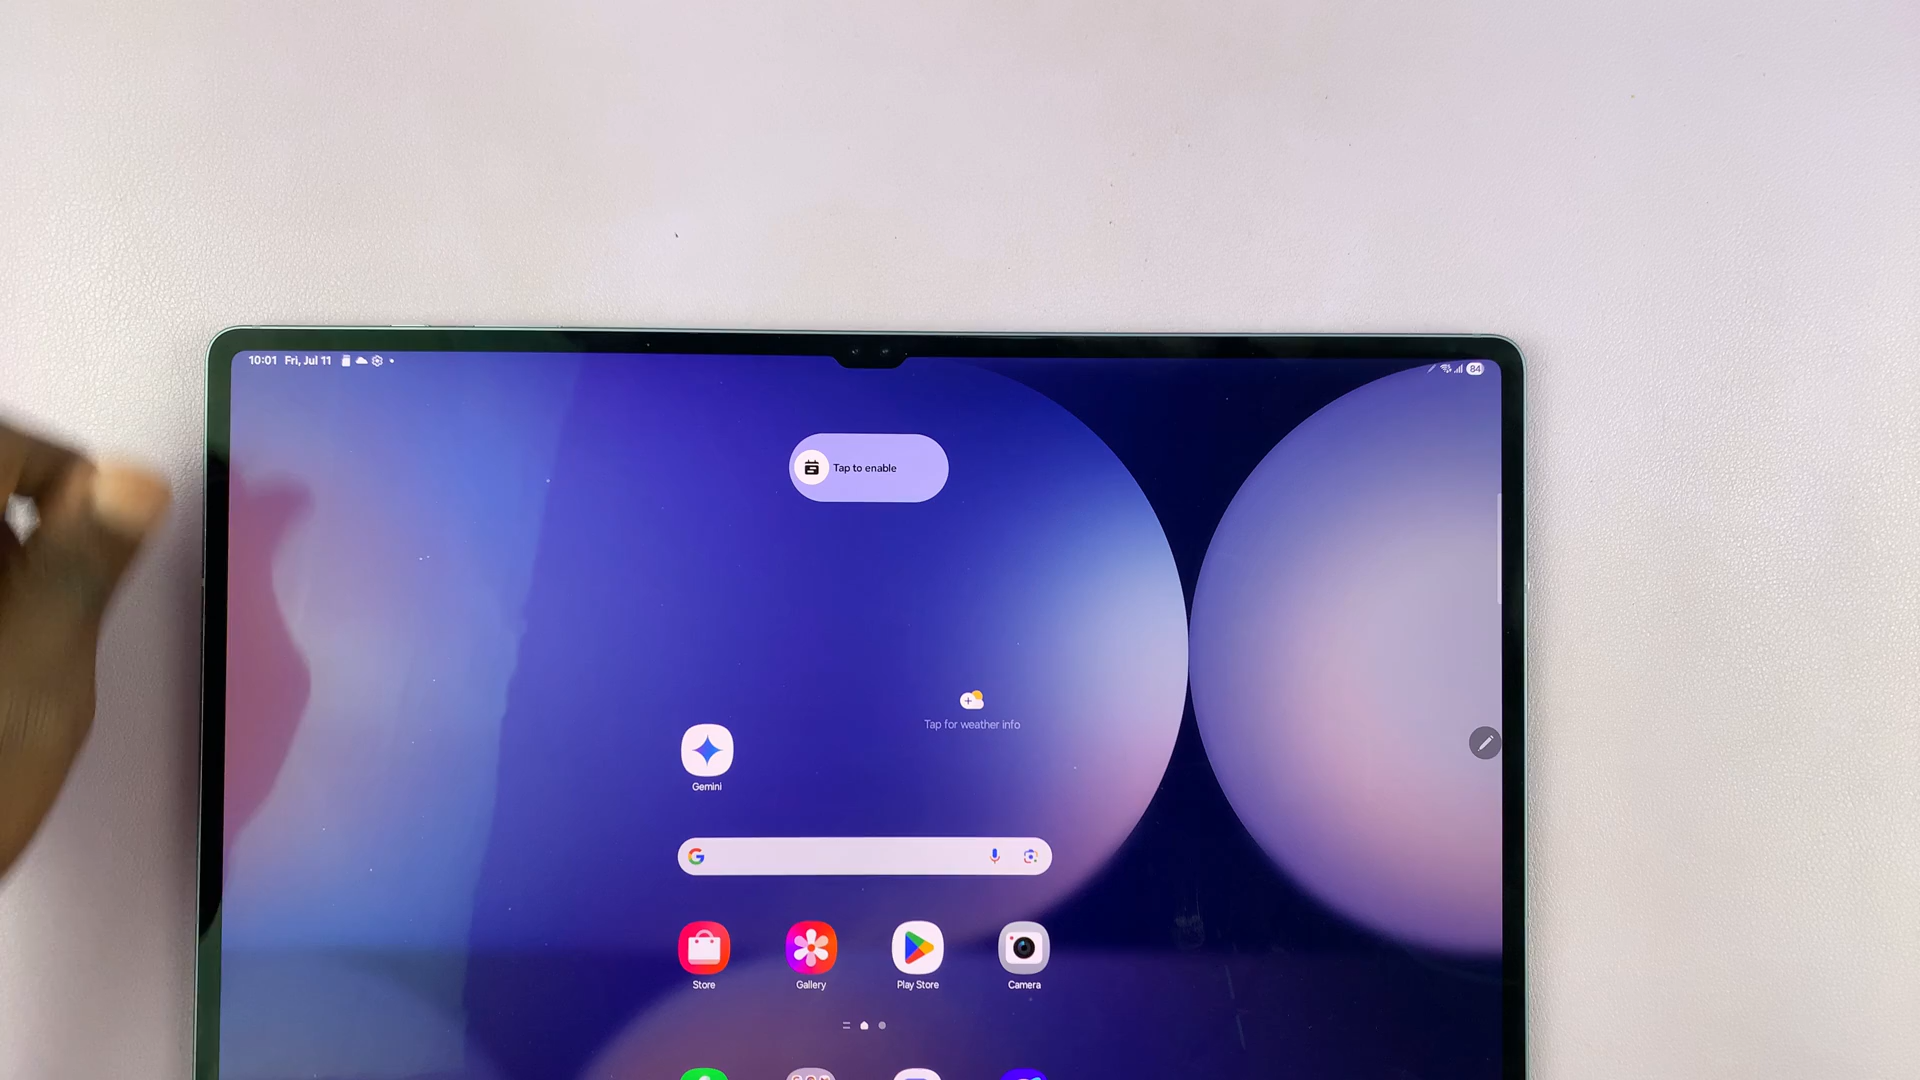 10:01 Fri, Jul 11
84
Tap to enable
Tap for weather info
Gemini
Store
Gallery
Play Store
Camera